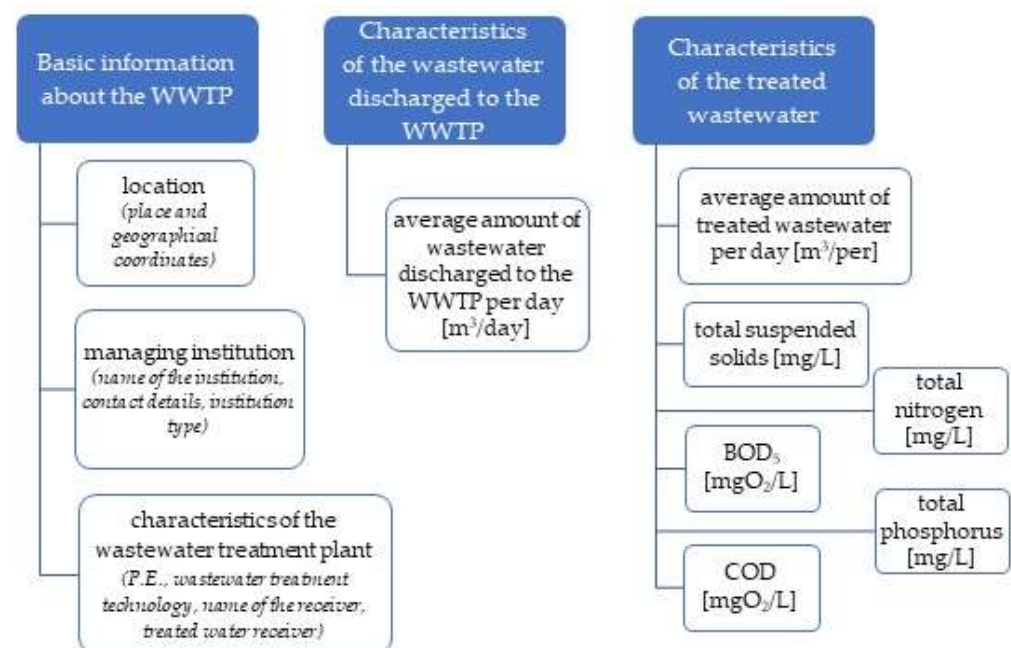 Basic information
about the WWTP
location
(place and
geographical
coordinates)
managing institution
(name of the institution,
contact details, institution
type)
characteristics of the
wastewater treatment plant
(P.E., wastewater treatment
technology, name of the receiver,
treated water receiver)
Characteristics
of the wastewater
discharged to the
WWTP
average amount of
wastewater
discharged to the
WWTP per day
[m³/day]
Characteristics
of the treated
wastewater
average amount of
treated wastewater
per day [m³/per]
total suspended
solids [mg/L]
total
nitrogen
[mg/L]
BOD₅
[mgO₂/L]
total
phosphorus
[mg/L]
COD
[mgO₂/L]